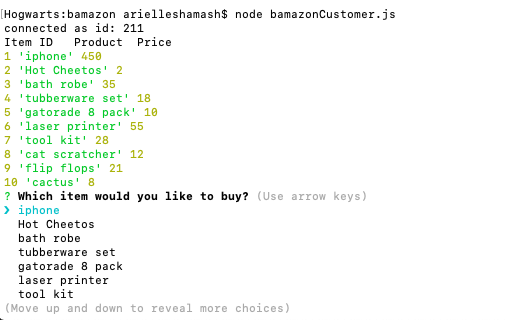 [Hogwarts:bamazon arielleshamash$ node bamazonCustomer.js
connected as id: 211
Item ID   Product  Price
1 'iphone' 450
2 'Hot Cheetos' 2
3 'bath robe' 35
4 'tubberware set' 18
5 'gatorade 8 pack' 10
6 'laser printer' 55
7 'tool kit' 28
8 'cat scratcher' 12
9 'flip flops' 21
10 'cactus' 8
? Which item would you like to buy? (Use arrow keys)
❯ iphone
  Hot Cheetos
  bath robe
  tubberware set
  gatorade 8 pack
  laser printer
  tool kit
(Move up and down to reveal more choices)